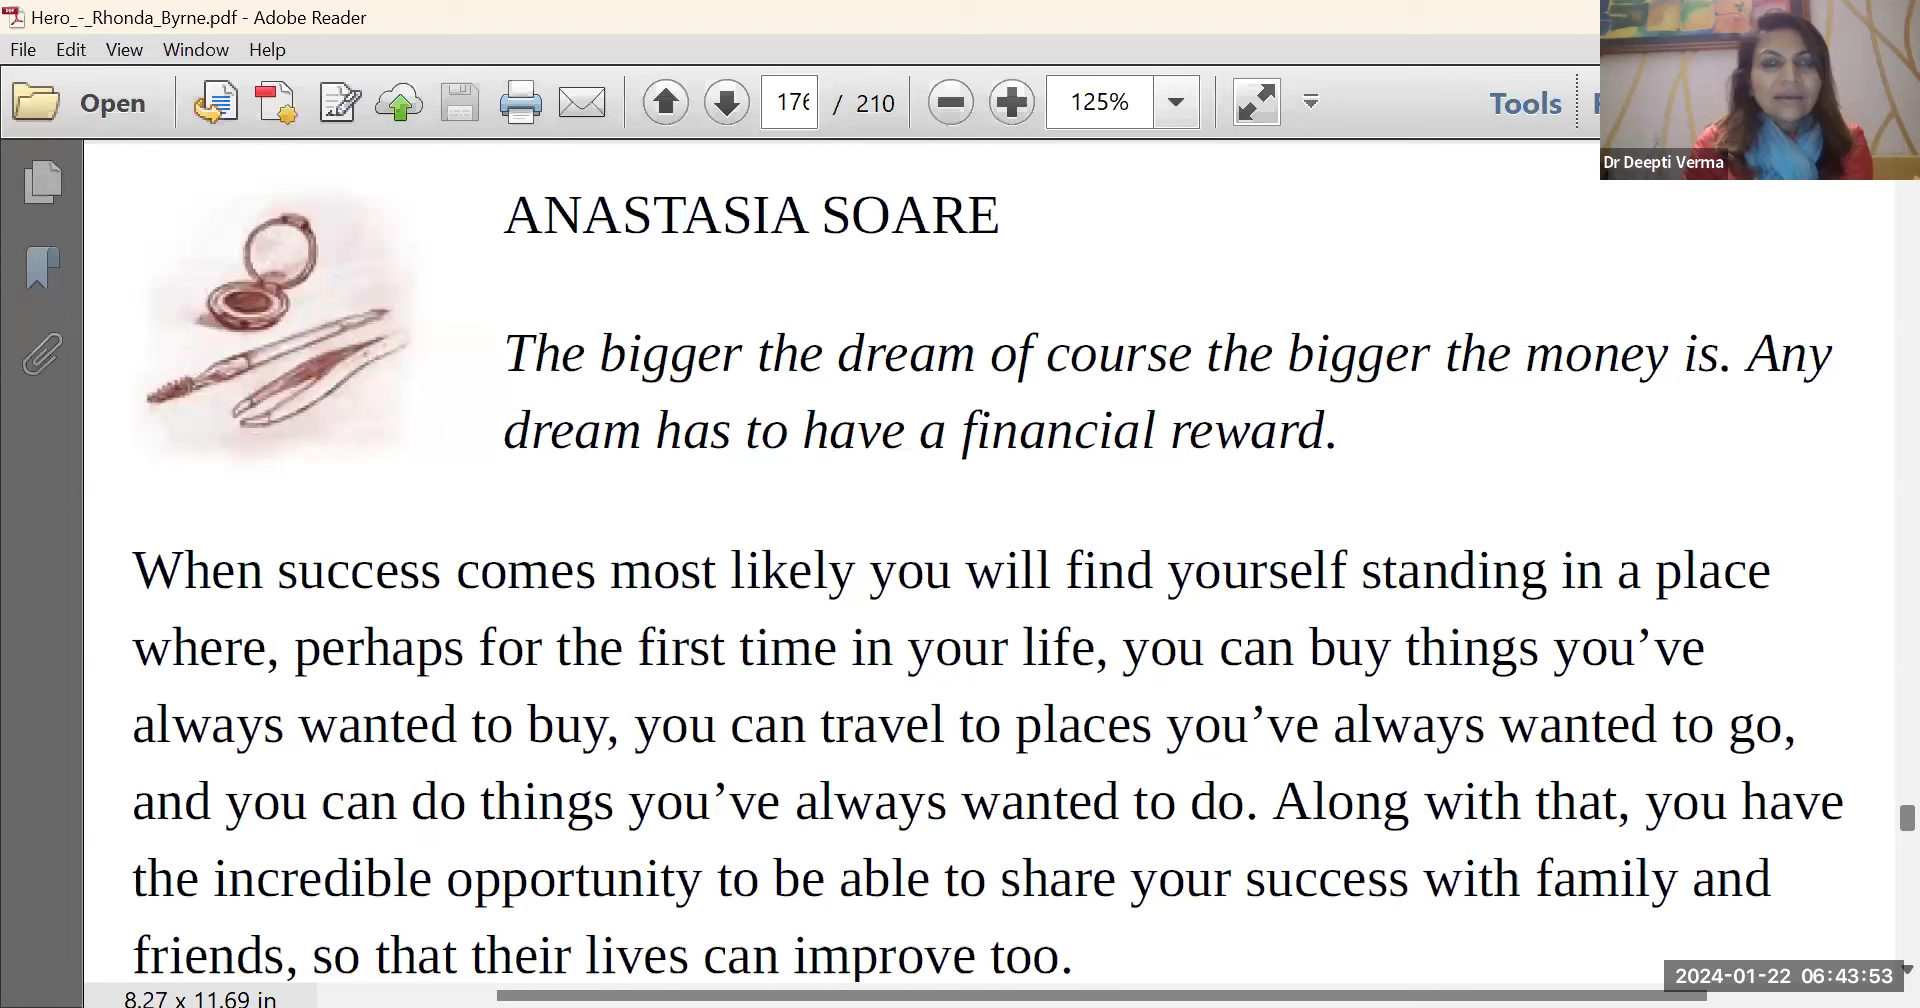 Hero_-_Rhonda_Byrne.pdf - Adobe Reader
File Edit View Window Help
Open 176 / 210 125% Tools
Dr Deepti Verma
ANASTASIA SOARE
The bigger the dream of course the bigger the money is. Any
dream has to have a financial reward.
When success comes most likely you will find yourself standing in a place
where, perhaps for the first time in your life, you can buy things you’ve
always wanted to buy, you can travel to places you’ve always wanted to go,
and you can do things you’ve always wanted to do. Along with that, you have
the incredible opportunity to be able to share your success with family and
friends, so that their lives can improve too.
2024-01-22 06:43:53
8.27 x 11.69 in